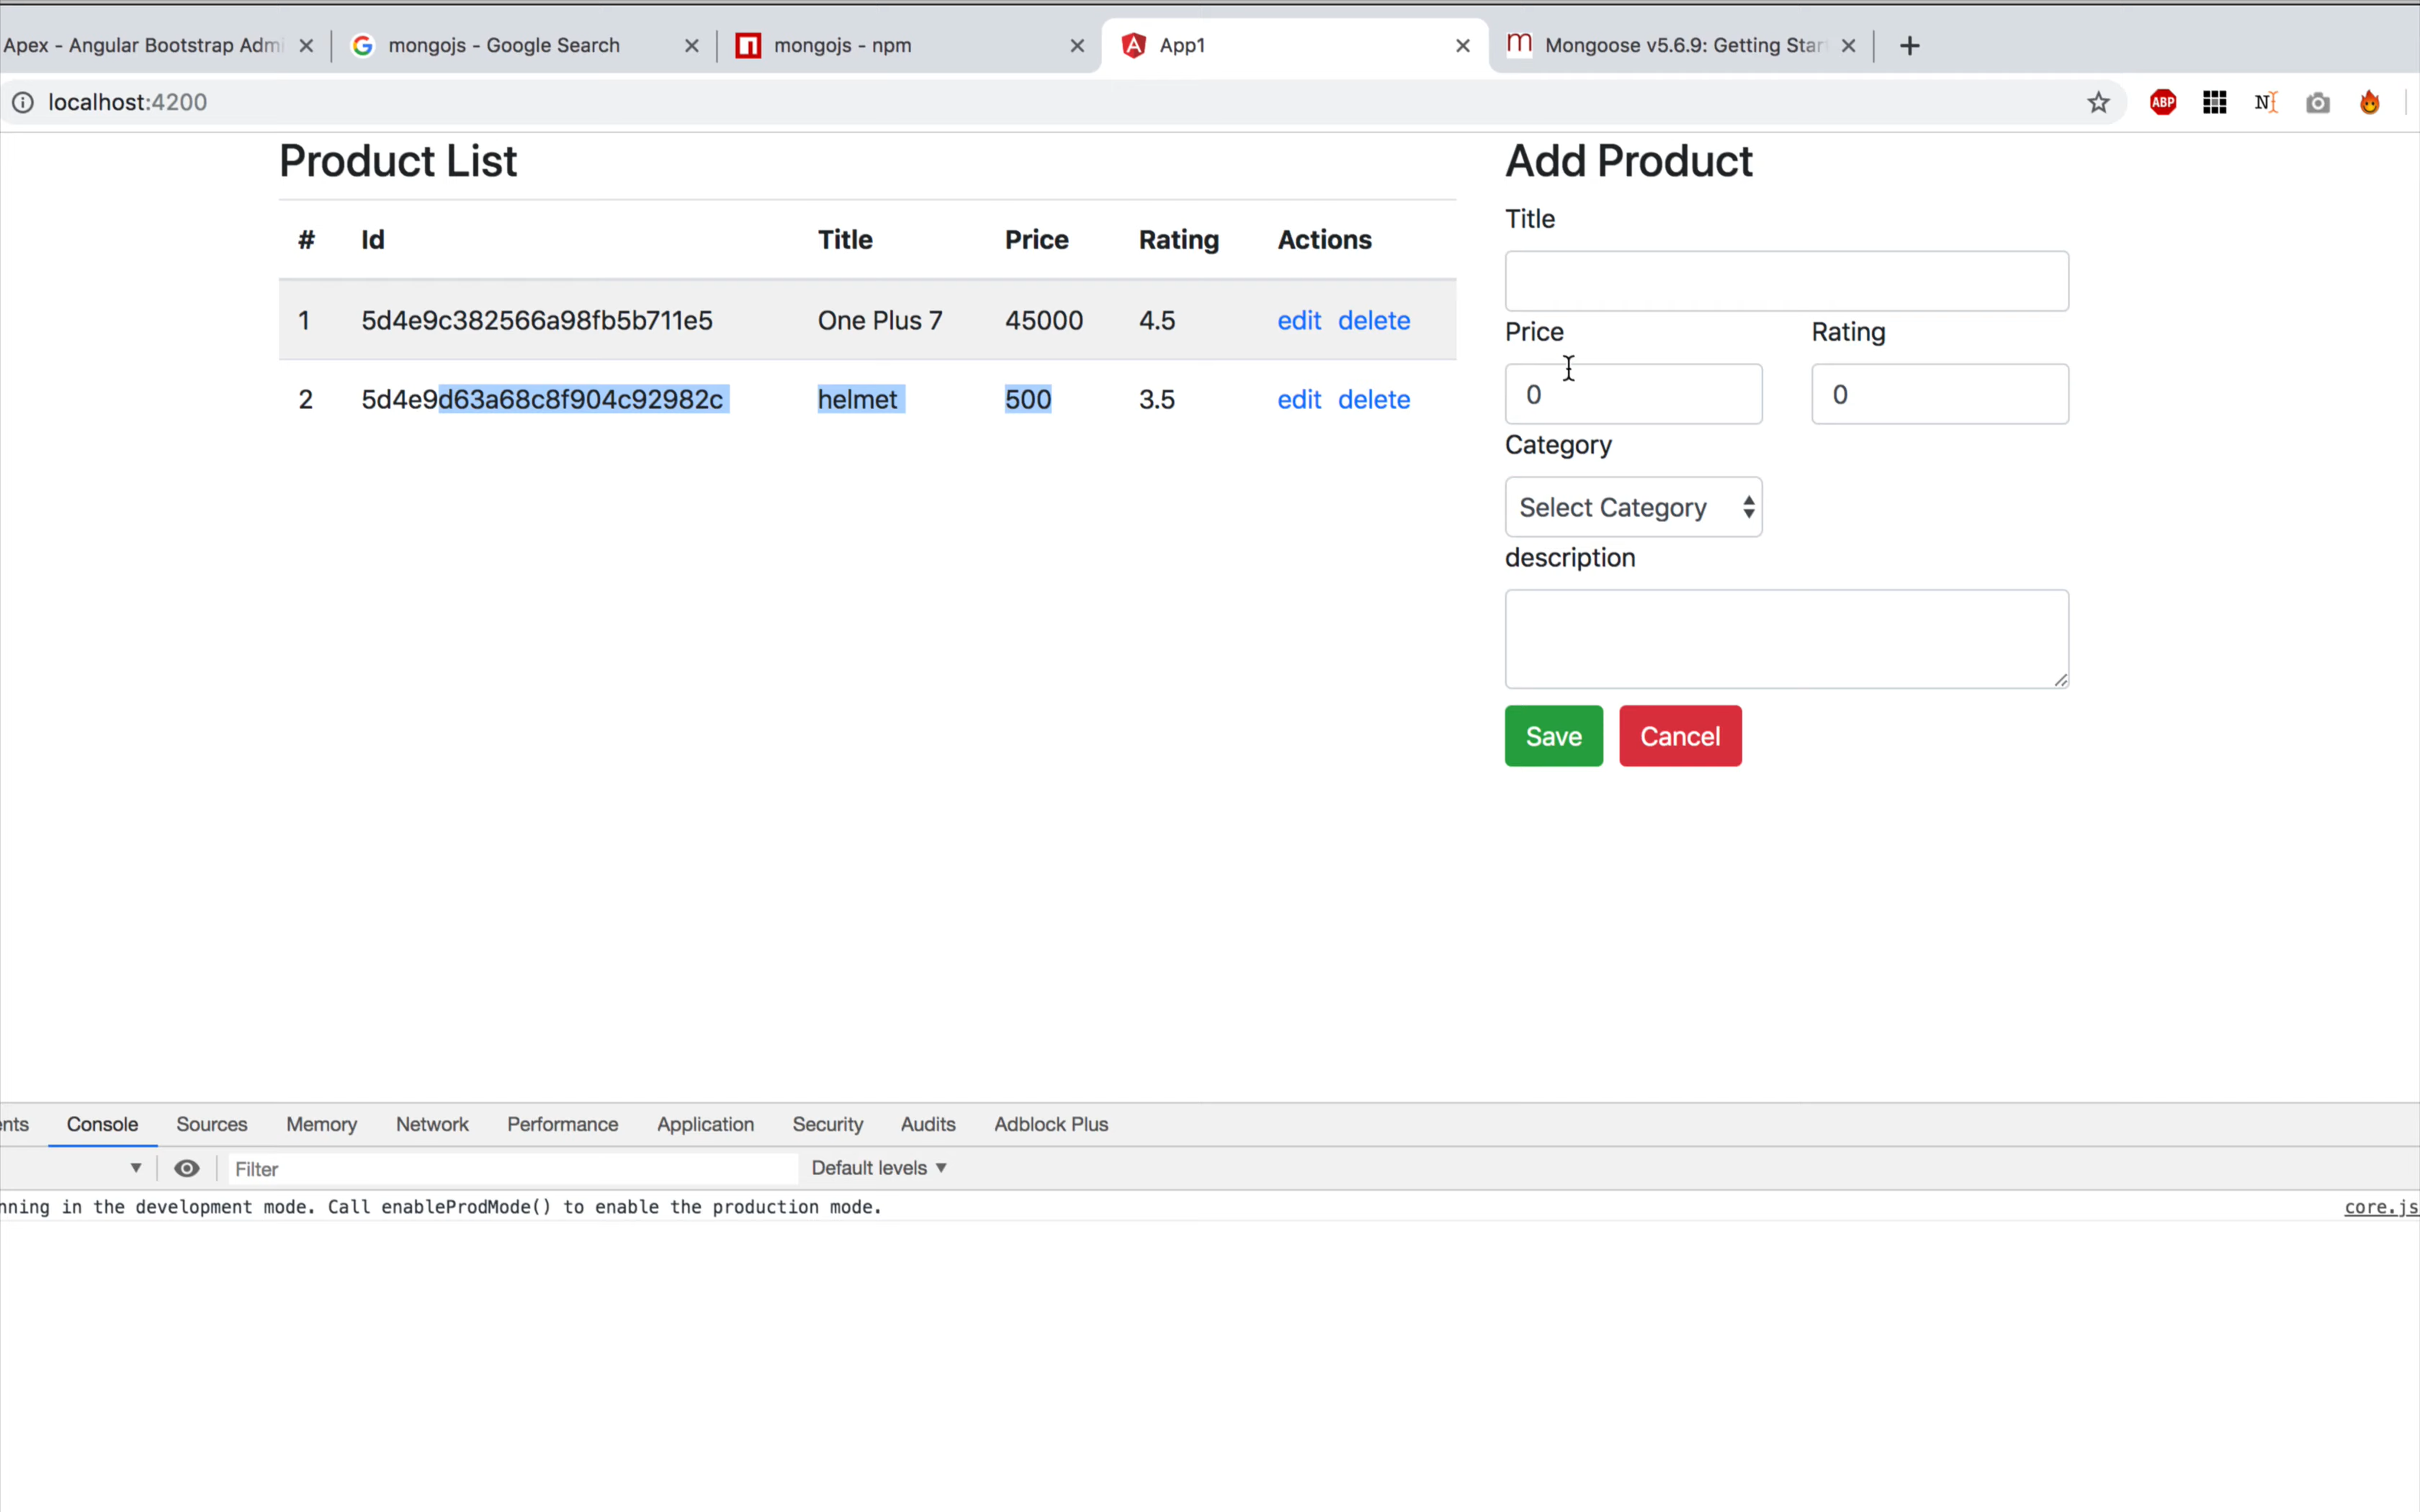 Apex - Angular Bootstrap Admi
mongojs - Google Search
mongojs - npm
App1
Mongoose v5.6.9: Getting Star
localhost:4200
ABP
Product List
# Id Title Price Rating Actions
1 5d4e9c382566a98fb5b711e5 One Plus 7 45000 4.5 edit delete
2 5d4e9d63a68c8f904c92982c helmet 500 3.5 edit delete
Add Product
Title
Price Rating
0 0
Category
Select Category
description
Save Cancel
nts Console Sources Memory Network Performance Application Security Audits Adblock Plus
Filter Default levels ▼
nning in the development mode. Call enableProdMode() to enable the production mode. core.js